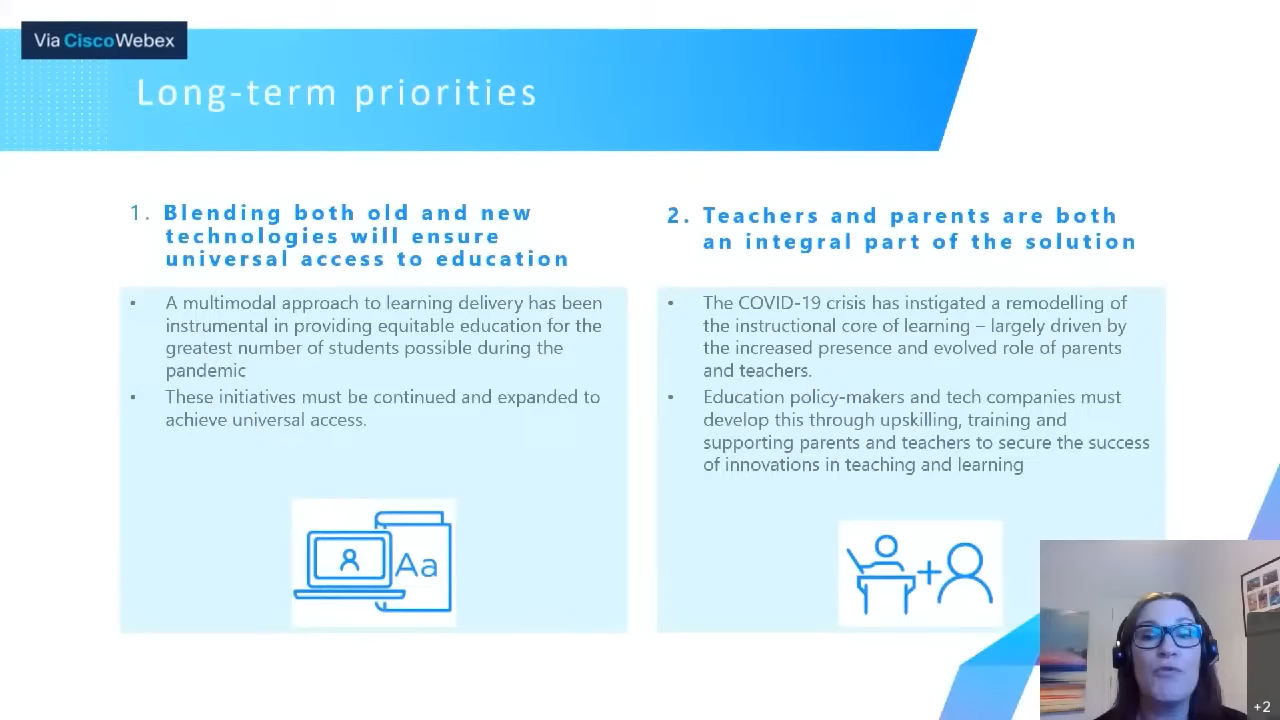 Via CiscoWebex
Long-term priorities
1. Blending both old and new
technologies will ensure
universal access to education
• A multimodal approach to learning delivery has been
instrumental in providing equitable education for the
greatest number of students possible during the
pandemic
• These initiatives must be continued and expanded to
achieve universal access.
Aa
2. Teachers and parents are both
an integral part of the solution
• The COVID-19 crisis has instigated a remodelling of
the instructional core of learning – largely driven by
the increased presence and evolved role of parents
and teachers.
• Education policy-makers and tech companies must
develop this through upskilling, training and
supporting parents and teachers to secure the success
of innovations in teaching and learning
+2